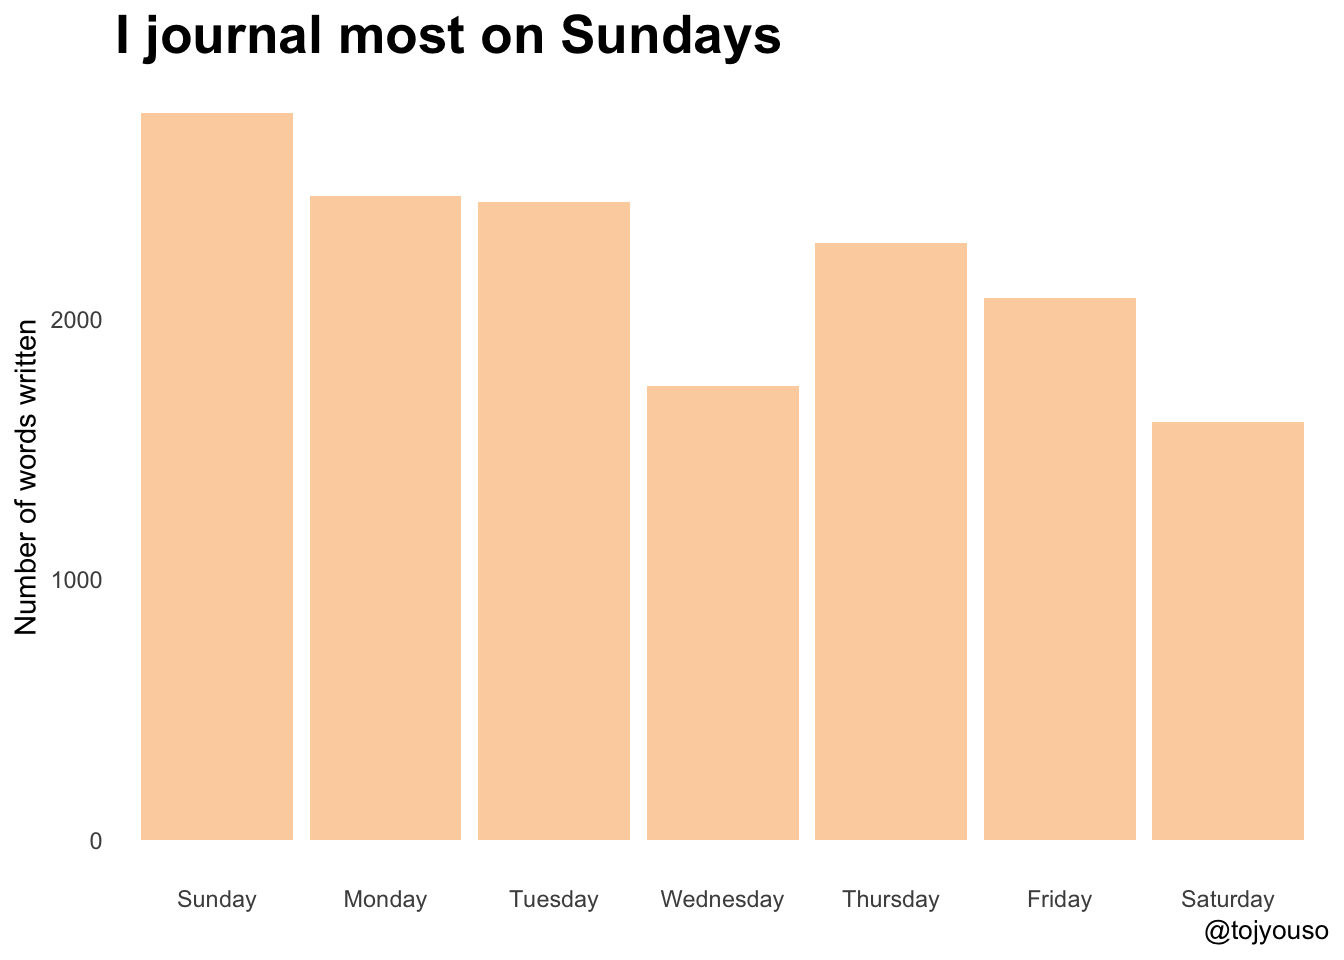 I journal most on Sundays
Number of words written
2000
1000
0
Sunday Monday Tuesday Wednesday Thursday Friday Saturday
@tojyouso